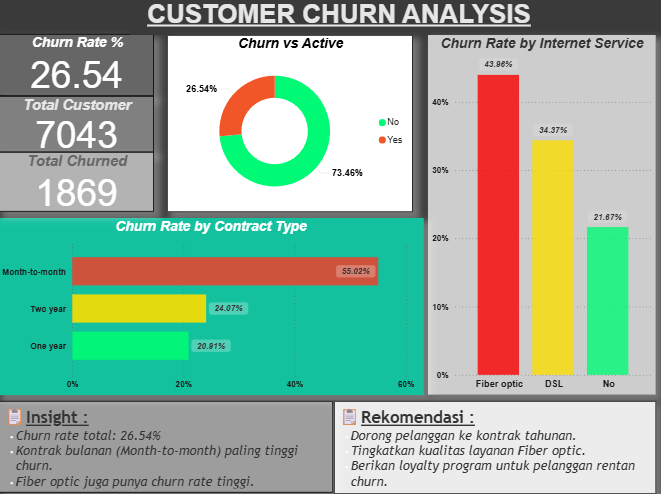 CUSTOMER CHURN ANALYSIS
Churn Rate %
26.54
Total Customer
7043
Total Churned
1869
Churn vs Active
26.54%
73.46%
No
Yes
Churn Rate by Internet Service
43.96%
34.37%
21.67%
40%
30%
20%
10%
0%
Fiber optic DSL No
Churn Rate by Contract Type
Month-to-month 55.02%
Two year 24.07%
One year 20.91%
0% 20% 40% 60%
📋 Insight :
• Churn rate total: 26.54%
• Kontrak bulanan (Month-to-month) paling tinggi
churn.
• Fiber optic juga punya churn rate tinggi.
📋 Rekomendasi :
• Dorong pelanggan ke kontrak tahunan.
• Tingkatkan kualitas layanan Fiber optic.
• Berikan loyalty program untuk pelanggan rentan
churn.